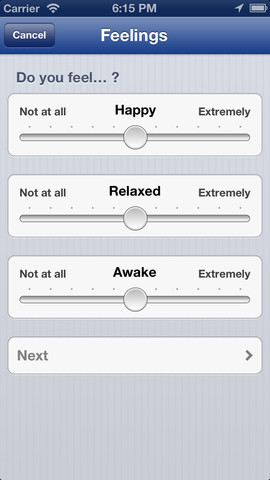 Carrier 6:15 PM
Cancel Feelings
Do you feel... ?
Not at all Happy Extremely
Not at all Relaxed Extremely
Not at all Awake Extremely
Next